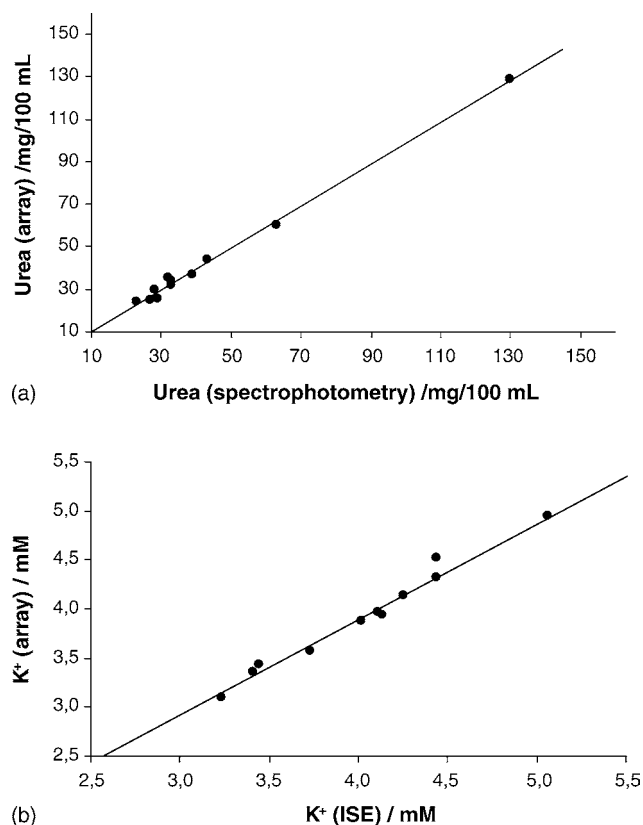 150
130
110
90
70
50
30
10
Urea (array) /mg/100 mL
10 30 50 70 90 110 130 150
(a) Urea (spectrophotometry) /mg/100 mL
5,5
5,0
4,5
4,0
3,5
3,0
2,5
K⁺ (array) / mM
2,5 3,0 3,5 4,0 4,5 5,0 5,5
(b) K⁺ (ISE) / mM